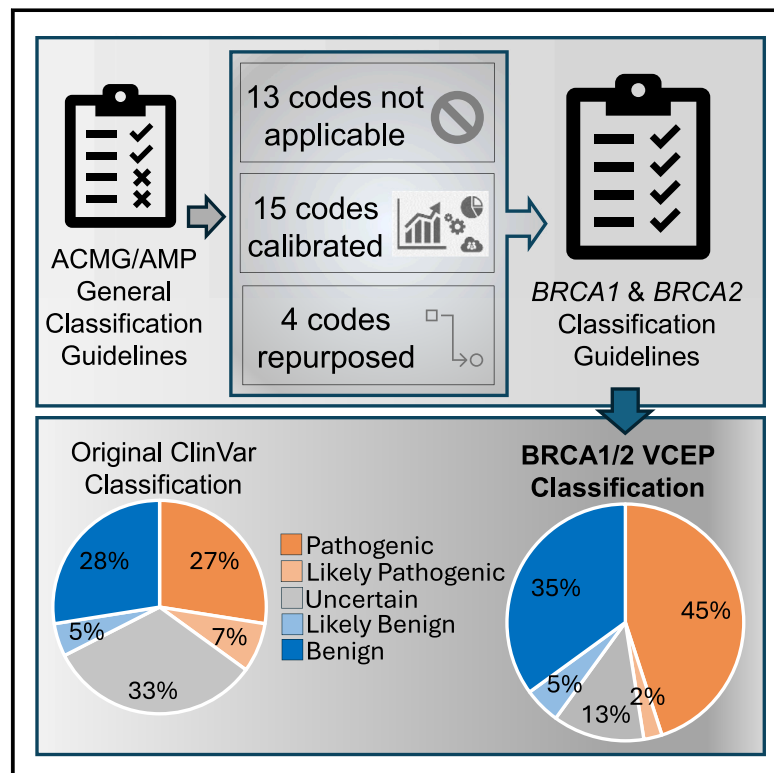 13 codes not
applicable
15 codes
calibrated
4 codes
repurposed
ACMG/AMP
General
Classification
Guidelines
BRCA1 & BRCA2
Classification
Guidelines
Original ClinVar
Classification
28%
27%
5%
7%
33%
Pathogenic
Likely Pathogenic
Uncertain
Likely Benign
Benign
BRCA1/2 VCEP
Classification
35%
45%
5%
2%
13%